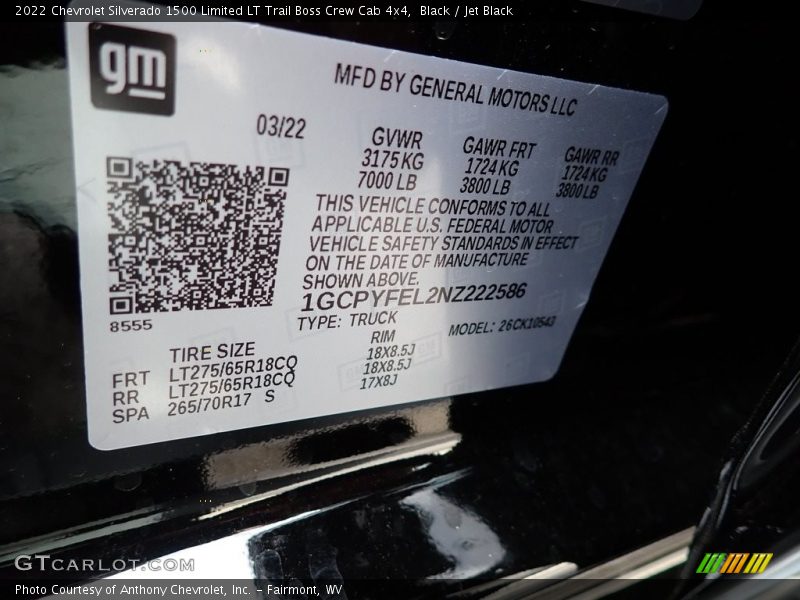 2022 Chevrolet Silverado 1500 Limited LT Trail Boss Crew Cab 4x4,  Black / Jet Black
gm
MFD BY GENERAL MOTORS LLC
03/22
GVWR GAWR FRT GAWR RR
3175 KG 1724 KG 1724 KG
7000 LB 3800 LB 3800 LB
THIS VEHICLE CONFORMS TO ALL
APPLICABLE U.S. FEDERAL MOTOR
VEHICLE SAFETY STANDARDS IN EFFECT
ON THE DATE OF MANUFACTURE
SHOWN ABOVE.
1GCPYFEL2NZ222586
8555
TYPE: TRUCK MODEL: 26CK10543
TIRE SIZE RIM
FRT LT275/65R18CQ 18X8.5J
RR LT275/65R18CQ 18X8.5J
SPA 265/70R17 S 17X8J
GTCARLOT.COM
Photo Courtesy of Anthony Chevrolet, Inc. – Fairmont, WV